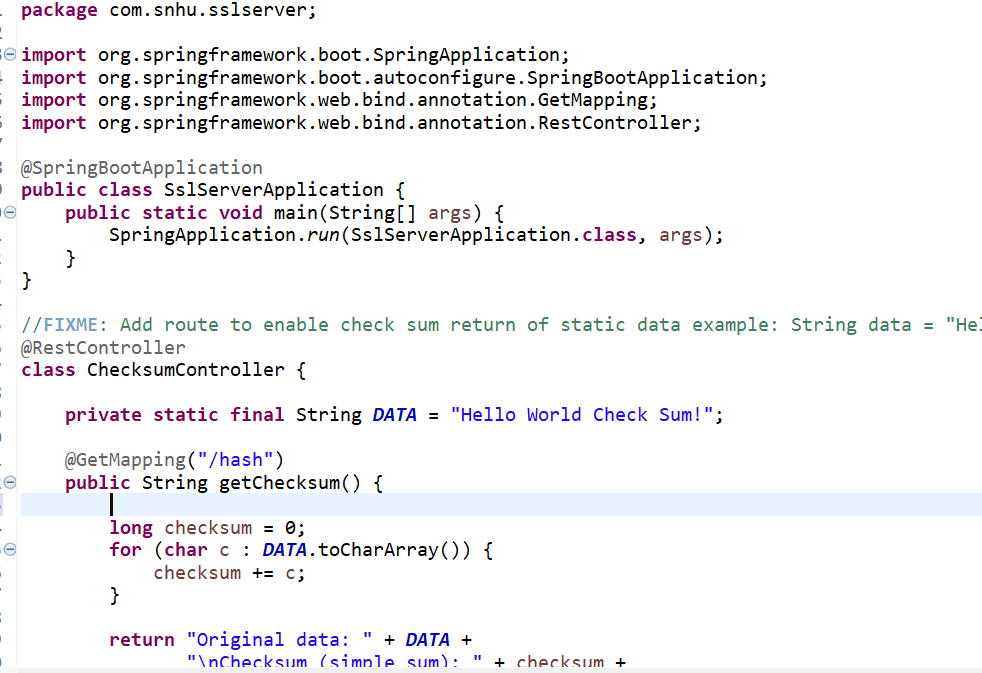 package com.snhu.sslserver;
import org.springframework.boot.SpringApplication;
import org.springframework.boot.autoconfigure.SpringBootApplication;
import org.springframework.web.bind.annotation.GetMapping;
import org.springframework.web.bind.annotation.RestController;
@SpringBootApplication
public class SslServerApplication {
    public static void main(String[] args) {
        SpringApplication.run(SslServerApplication.class, args);
    }
}
//FIXME: Add route to enable check sum return of static data example: String data = "Hel
@RestController
class ChecksumController {
    private static final String DATA = "Hello World Check Sum!";
    @GetMapping("/hash")
    public String getChecksum() {
        long checksum = 0;
        for (char c : DATA.toCharArray()) {
            checksum += c;
        }
        return "Original data: " + DATA +
               "\nChecksum (simple sum): " + checksum +